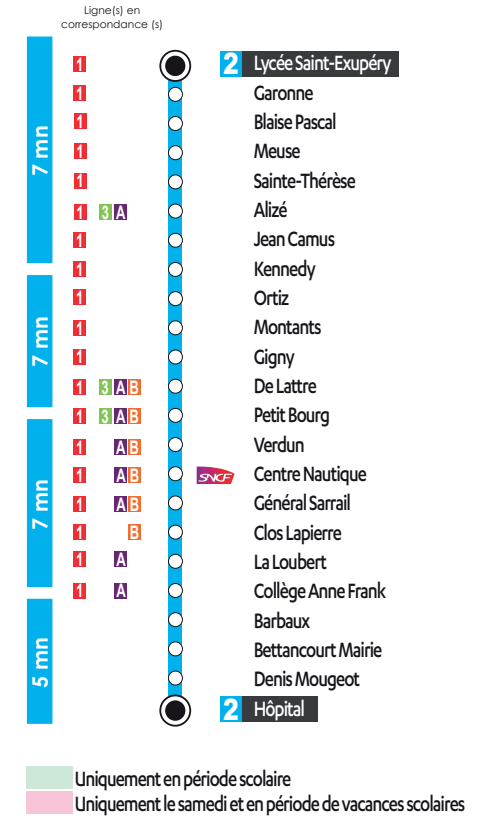 Ligne(s) en
correspondance (s)
7 mn
7 mn
7 mn
5 mn
1 2 Lycée Saint-Exupéry
1 Garonne
1 Blaise Pascal
1 Meuse
1 Sainte-Thérèse
1 3 A Alizé
1 Jean Camus
1 Kennedy
1 Ortiz
1 Montants
1 Gigny
1 3 A B De Lattre
1 3 A B Petit Bourg
1 A B Verdun
1 A B SNCF Centre Nautique
1 A B Général Sarrail
1 B Clos Lapierre
1 A La Loubert
1 A Collège Anne Frank
Barbaux
Bettancourt Mairie
Denis Mougeot
2 Hôpital
Uniquement en période scolaire
Uniquement le samedi et en période de vacances scolaires